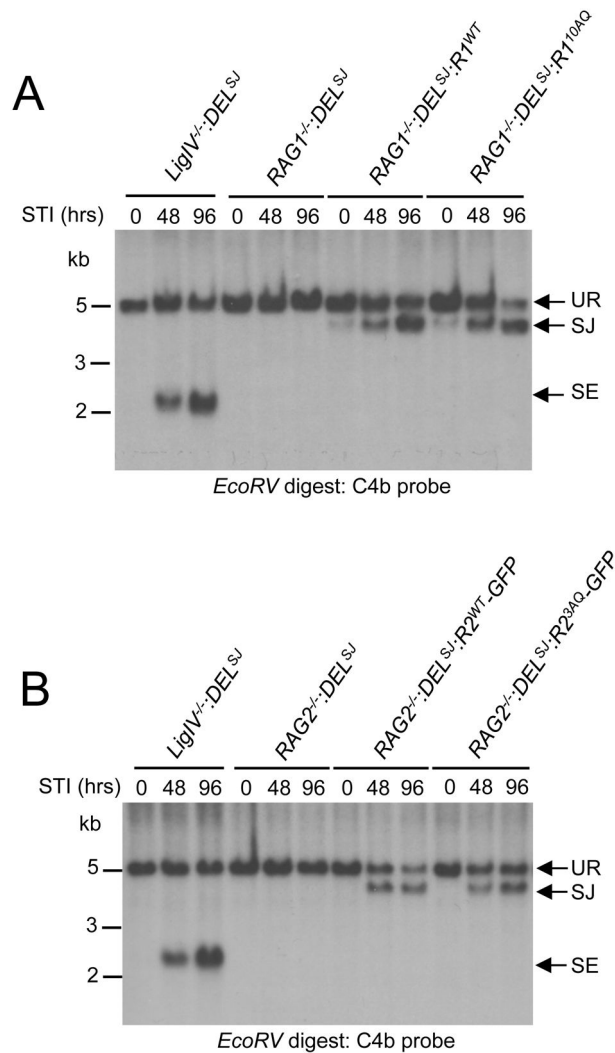 A
LigIV-/-:DELSJ
RAG1-/-:DELSJ
RAG1-/-:DELSJ:R1WT
RAG1-/-:DELSJ:R110AQ
STI (hrs) 0 48 96 0 48 96 0 48 96 0 48 96
kb
5
3
2
UR
SJ
SE
EcoRV digest: C4b probe
B
LigIV-/-:DELSJ
RAG2-/-:DELSJ
RAG2-/-:DELSJ:R2WT-GFP
RAG2-/-:DELSJ:R23AQ-GFP
STI (hrs) 0 48 96 0 48 96 0 48 96 0 48 96
kb
5
3
2
UR
SJ
SE
EcoRV digest: C4b probe